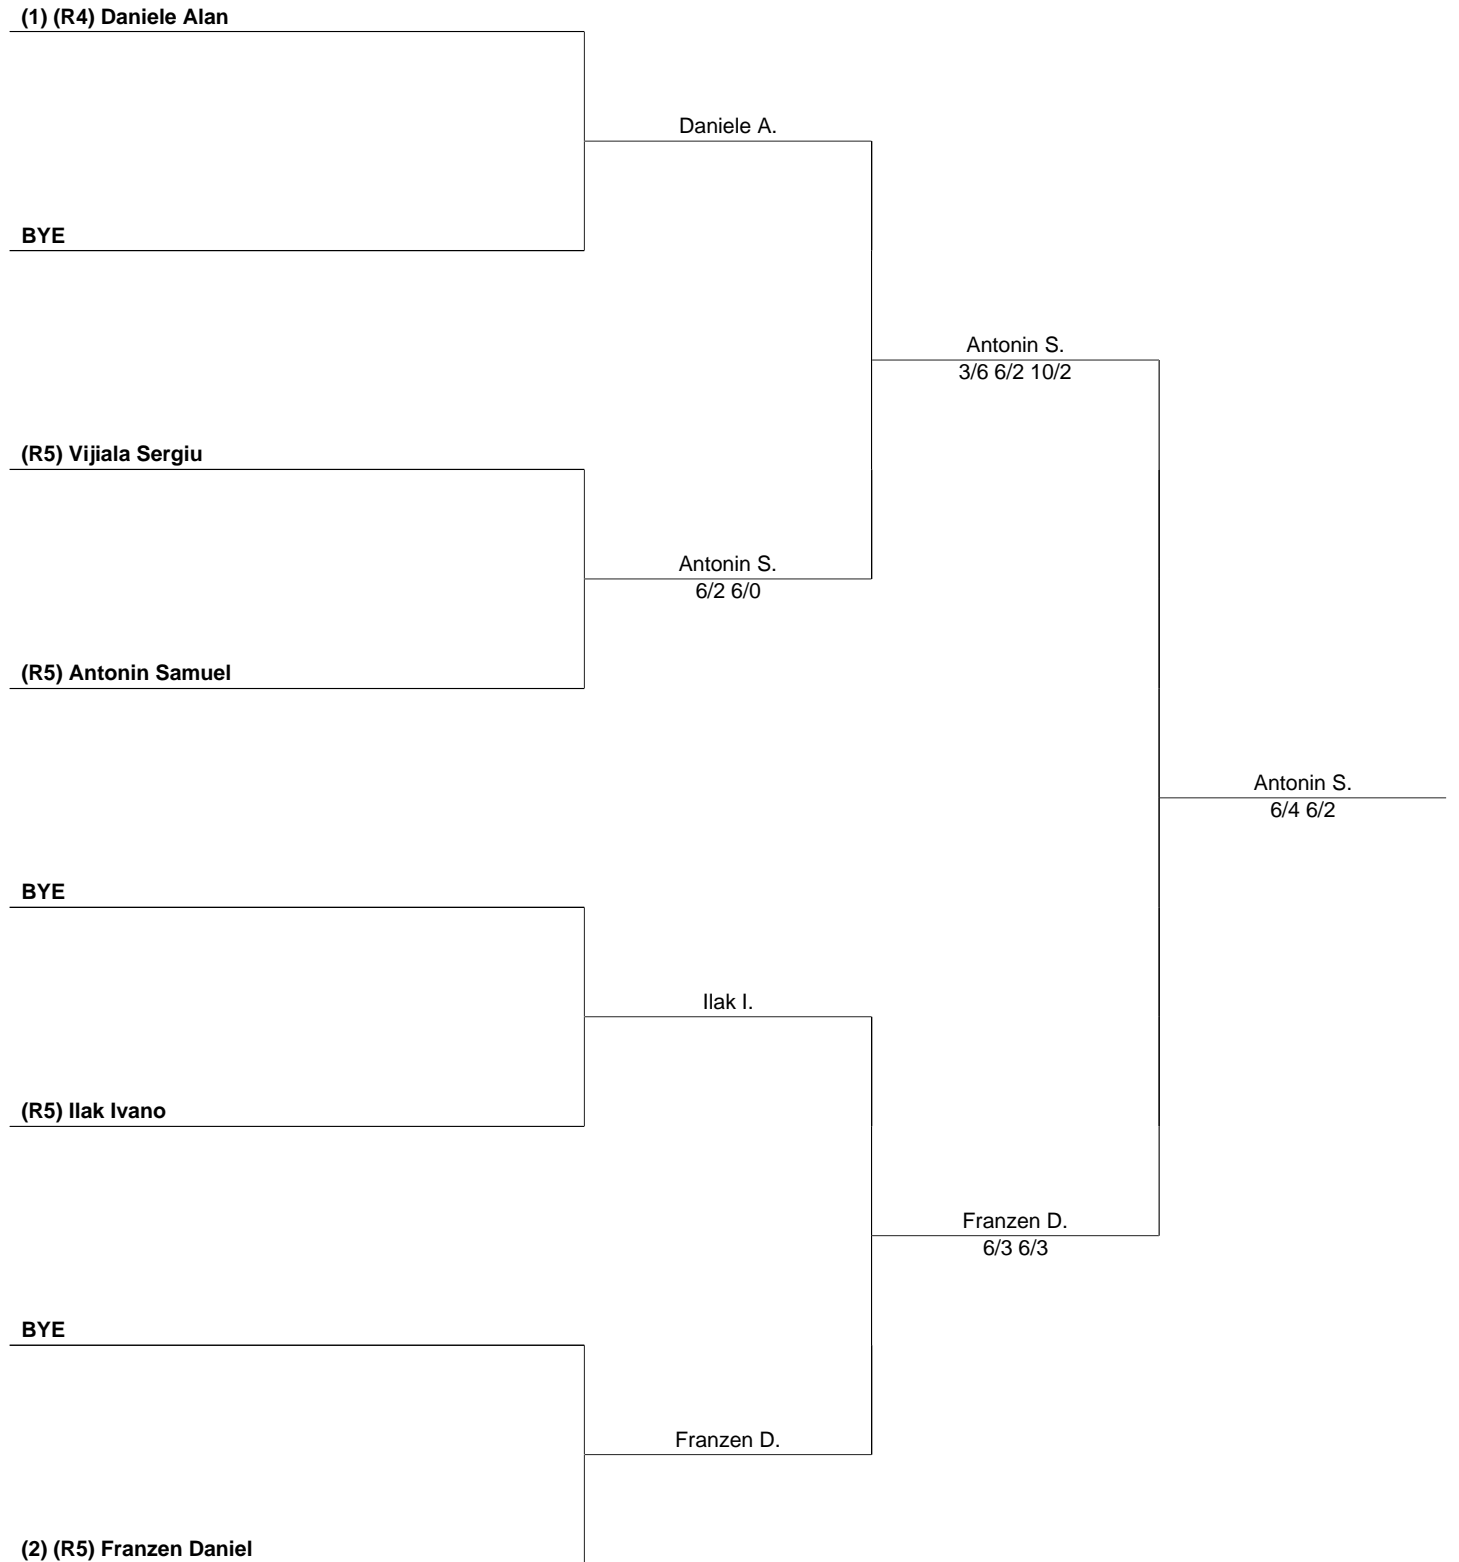 (1) (R4) Daniele Alan
Daniele A.
BYE
Antonin S.
3/6 6/2 10/2
(R5) Vijiala Sergiu
Antonin S.
6/2 6/0
(R5) Antonin Samuel
Antonin S.
6/4 6/2
BYE
Ilak I.
(R5) Ilak Ivano
Franzen D.
6/3 6/3
BYE
Franzen D.
(2) (R5) Franzen Daniel